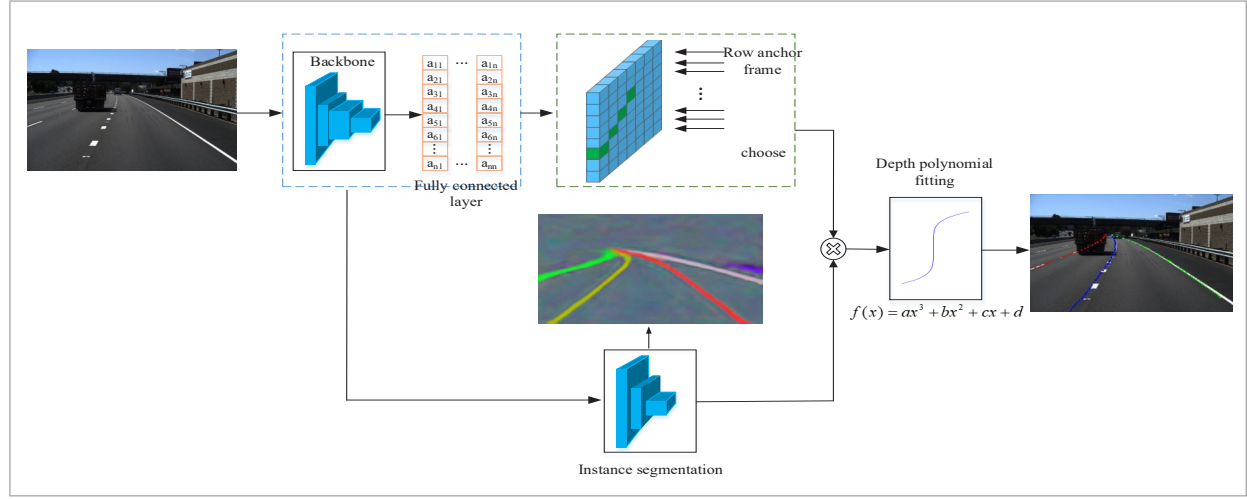 Backbone
a11 ... a1n
a21 a2n
a31 a3n
a41 a4n
a51 a5n
a61 a6n
⋮ ⋮
an1 ... ann
Fully connected
layer
Row anchor
frame
⋮
choose
Depth polynomial
fitting
f(x) = ax³ + bx² + cx + d
Instance segmentation